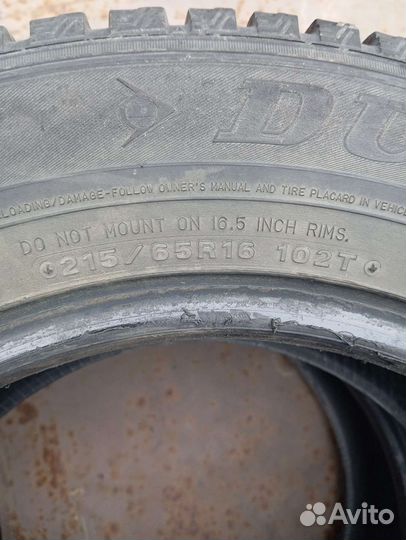 DU
LOADING/DAMAGE-FOLLOW OWNER'S MANUAL AND TIRE PLACARD IN VEHIC
DO NOT MOUNT ON 16.5 INCH RIMS.
215/65R16 102T
Avito